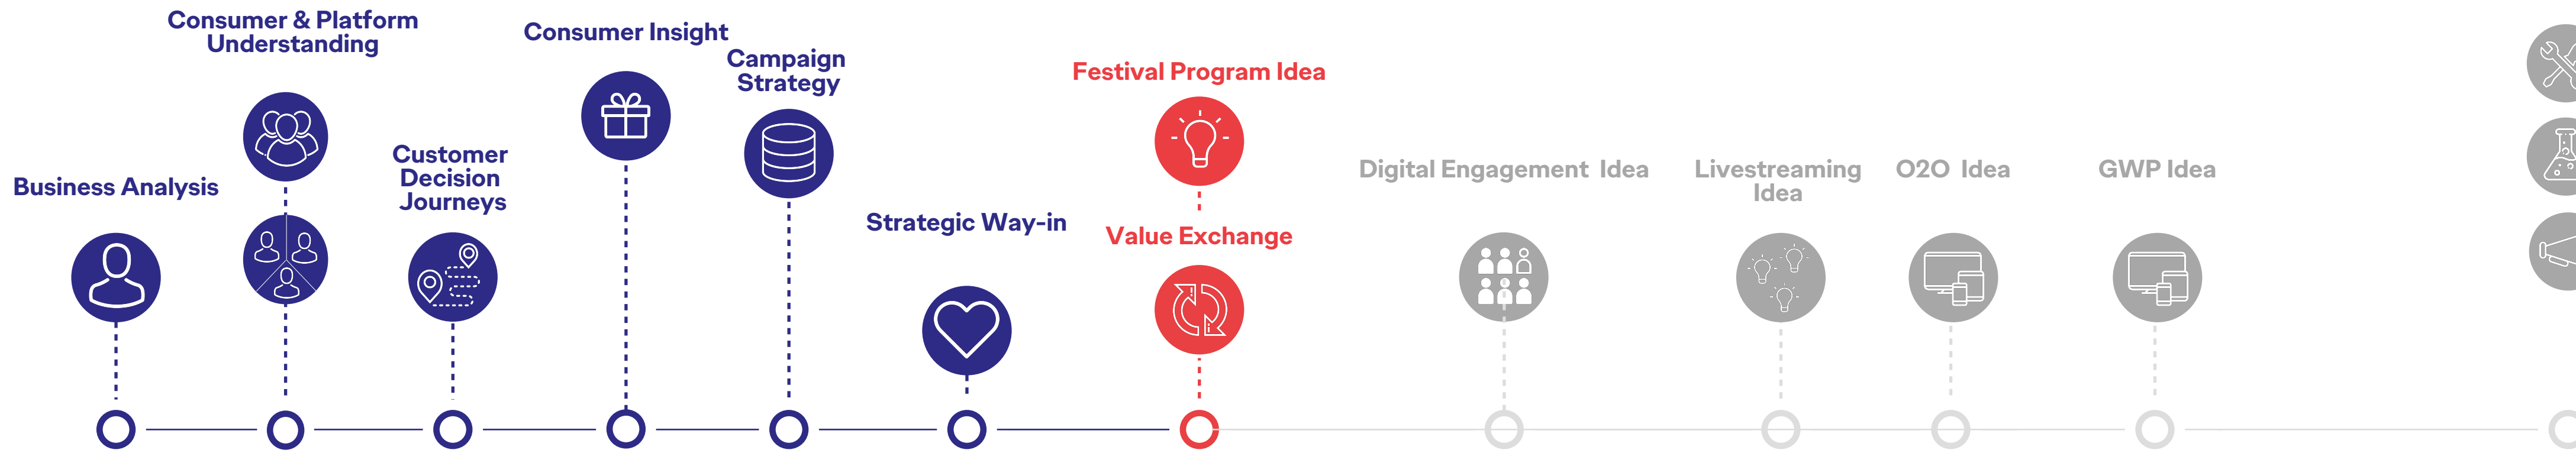 Consumer & Platform
Understanding
Consumer Insight
Campaign
Strategy
Festival Program Idea
Customer
Decision
Journeys
Business Analysis
Strategic Way-in
Value Exchange
Digital Engagement  Idea
Livestreaming
Idea
O2O  Idea
GWP Idea